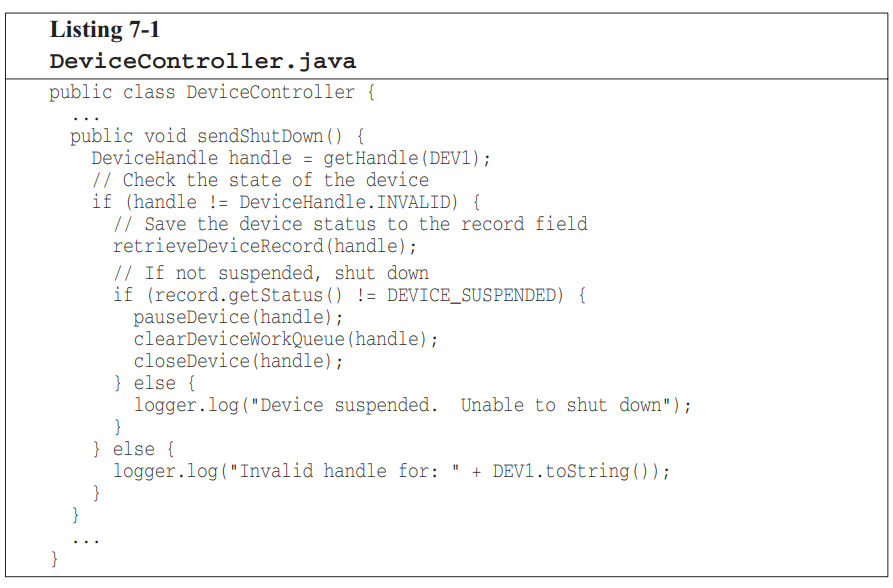 Listing 7-1
DeviceController.java
public class DeviceController {
...
public void sendShutDown() {
DeviceHandle handle = getHandle(DEV1);
// Check the state of the device
if (handle != DeviceHandle.INVALID) {
// Save the device status to the record field
retrieveDeviceRecord(handle);
// If not suspended, shut down
if (record.getStatus() != DEVICE_SUSPENDED) {
pauseDevice(handle);
clearDeviceWorkQueue(handle);
closeDevice(handle);
} else {
logger.log("Device suspended.  Unable to shut down");
}
} else {
logger.log("Invalid handle for: " + DEV1.toString());
}
}
...
}